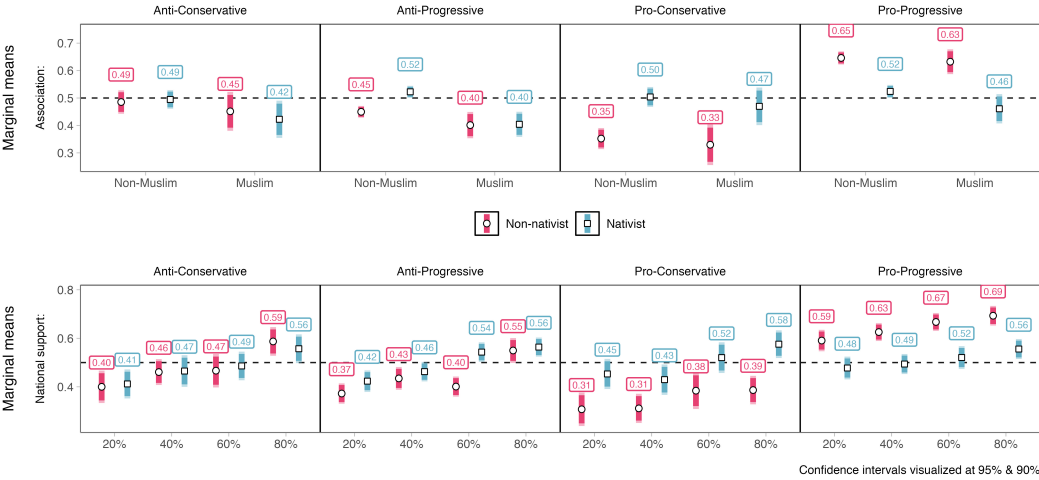 Anti-Conservative Anti-Progressive Pro-Conservative Pro-Progressive
Marginal means
Association:
0.7
0.6
0.5
0.4
0.3
0.49 0.49 0.45 0.42
0.45 0.52 0.40 0.40
0.35 0.50 0.33 0.47
0.65 0.52 0.63 0.46
Non-Muslim Muslim Non-Muslim Muslim Non-Muslim Muslim Non-Muslim Muslim
Non-nativist Nativist
Anti-Conservative Anti-Progressive Pro-Conservative Pro-Progressive
Marginal means
National support:
0.8
0.6
0.4
0.40 0.41 0.46 0.47 0.47 0.49 0.59 0.56
0.37 0.42 0.43 0.46 0.40 0.54 0.55 0.56
0.31 0.45 0.31 0.43 0.38 0.52 0.39 0.58
0.59 0.48 0.63 0.49 0.67 0.52 0.69 0.56
20% 40% 60% 80% 20% 40% 60% 80% 20% 40% 60% 80% 20% 40% 60% 80%
Confidence intervals visualized at 95% & 90%